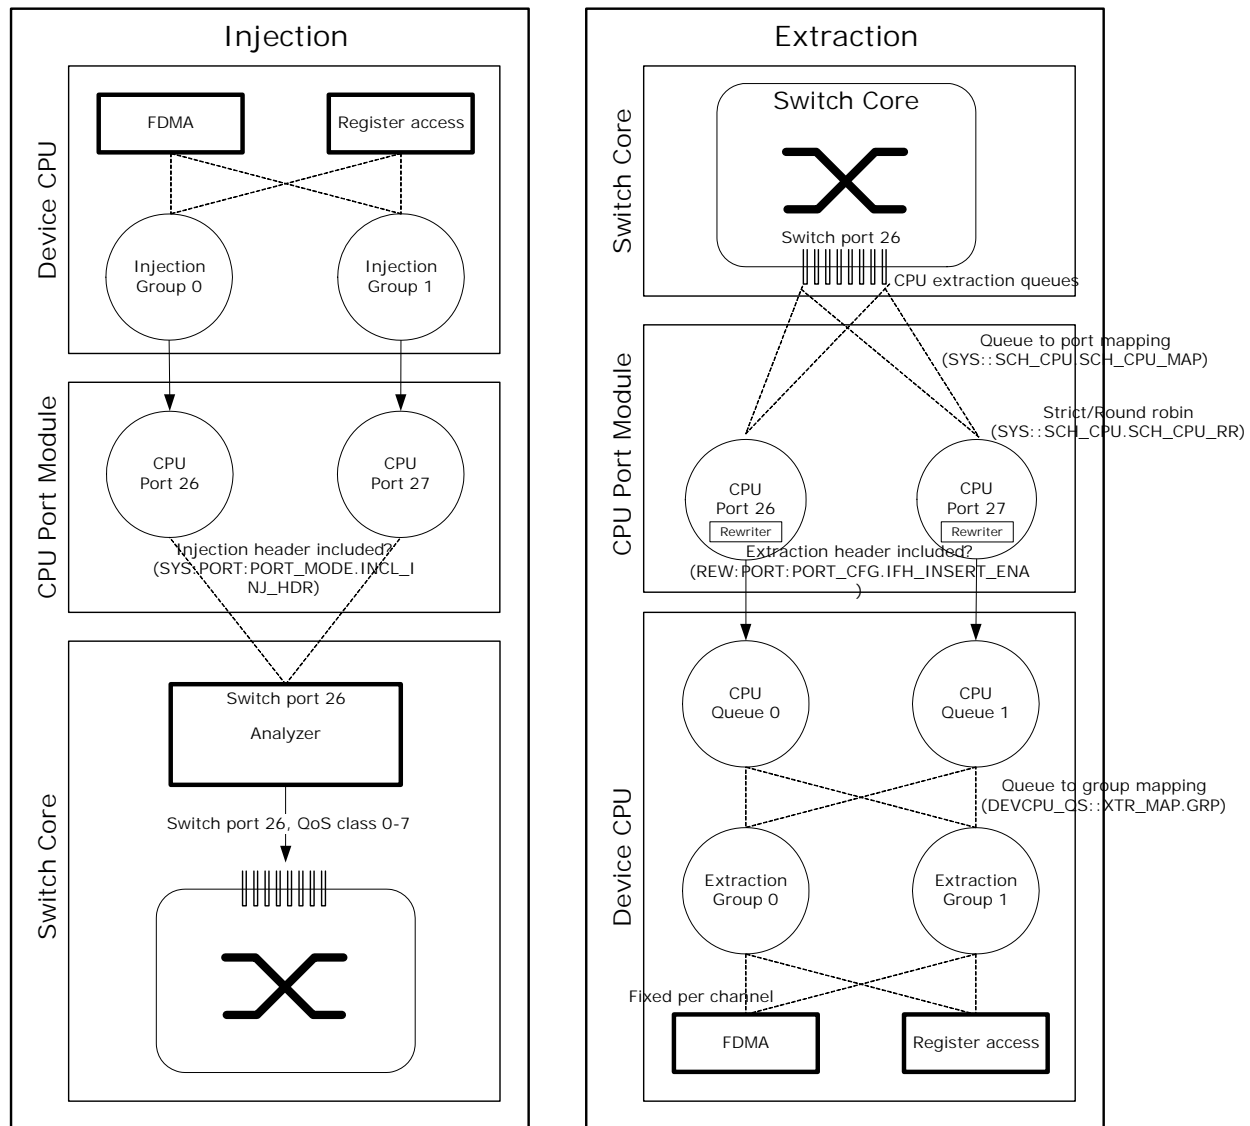 Injection
Device CPU
FDMA
Register access
Injection
Group 0
Injection
Group 1
CPU Port Module
CPU
Port 26
CPU
Port 27
Injection header included?
(SYS:PORT:PORT_MODE.INCL_I
NJ_HDR)
Switch Core
Switch port 26
Analyzer
Switch port 26, QoS class 0-7
Extraction
Switch Core
Switch Core
Switch port 26
CPU extraction queues
CPU Port Module
Queue to port mapping
(SYS::SCH_CPU.SCH_CPU_MAP)
Strict/Round robin
(SYS::SCH_CPU.SCH_CPU_RR)
CPU
Port 26
Rewriter
CPU
Port 27
Rewriter
Extraction header included?
(REW:PORT:PORT_CFG.IFH_INSERT_ENA
)
Device CPU
CPU
Queue 0
CPU
Queue 1
Queue to group mapping
(DEVCPU_QS::XTR_MAP.GRP)
Extraction
Group 0
Extraction
Group 1
Fixed per channel
FDMA
Register access